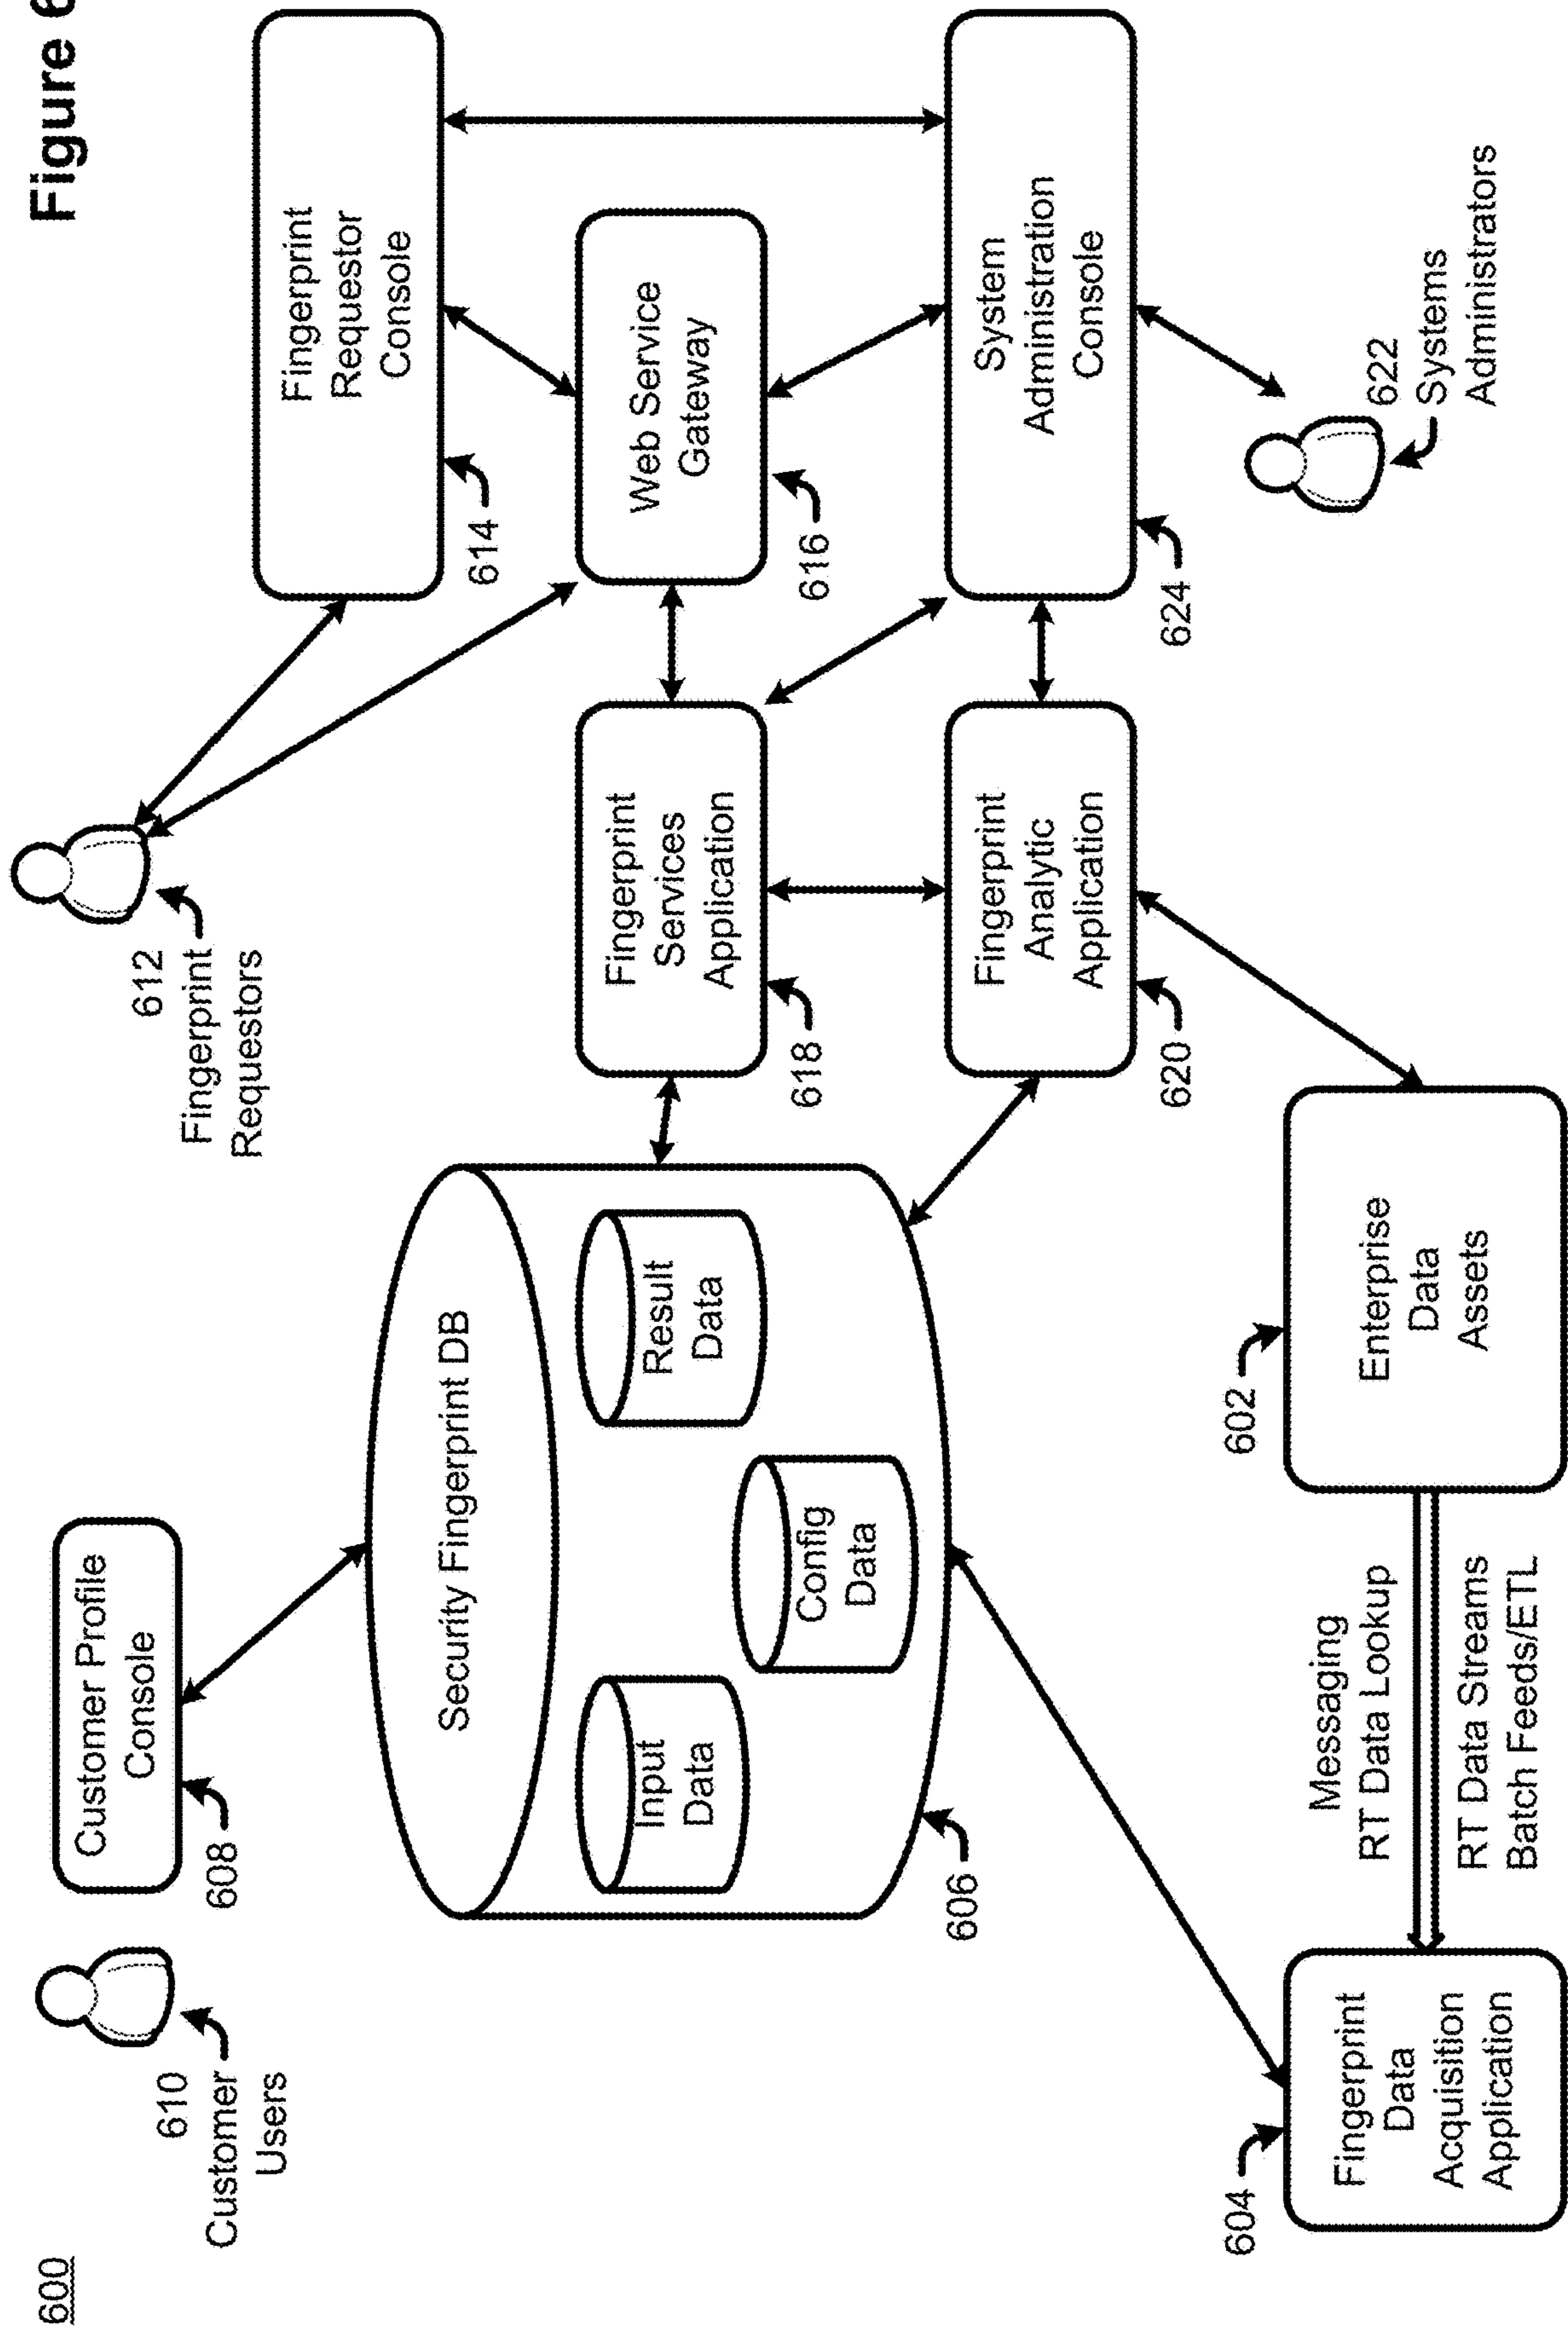 600
Figure 6
610
Customer
Users
Customer Profile
Console
608
612
Fingerprint
Requestors
Fingerprint
Requestor
Console
614
Security Fingerprint DB
Input
Data
Config
Data
Result
Data
606
Fingerprint
Services
Application
618
Web Service
Gateway
616
Fingerprint
Analytic
Application
620
System
Administration
Console
624
604
Fingerprint
Data
Acquisition
Application
Messaging
RT Data Lookup
RT Data Streams
Batch Feeds/ETL
602
Enterprise
Data
Assets
622
Systems
Administrators